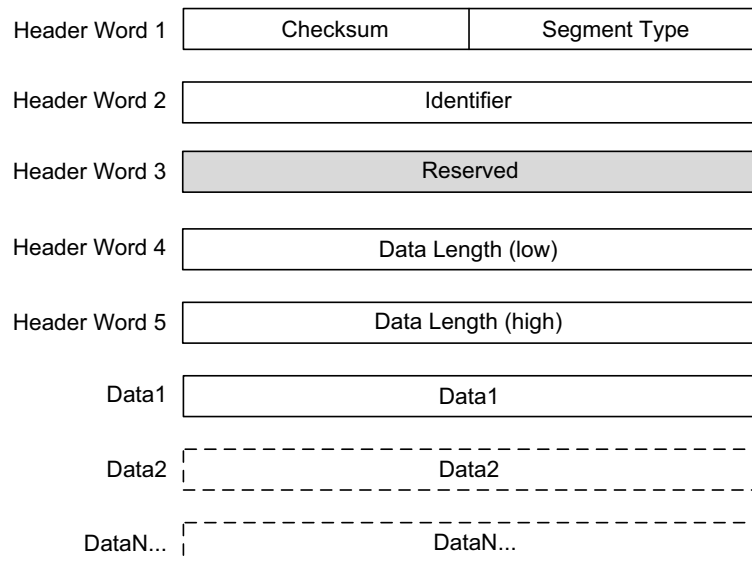 Header Word 1 Checksum Segment Type
Header Word 2 Identifier
Header Word 3 Reserved
Header Word 4 Data Length (low)
Header Word 5 Data Length (high)
Data1 Data1
Data2 Data2
DataN... DataN...